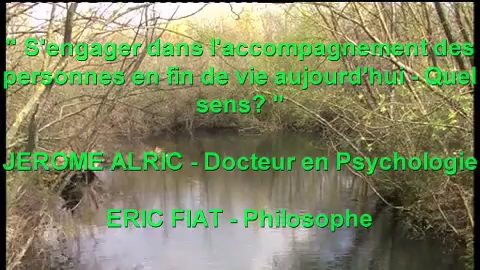 " S'engager dans l'accompagnement des
personnes en fin de vie aujourd'hui - Quel
sens? "
JEROME ALRIC - Docteur en Psychologie
ERIC FIAT - Philosophe